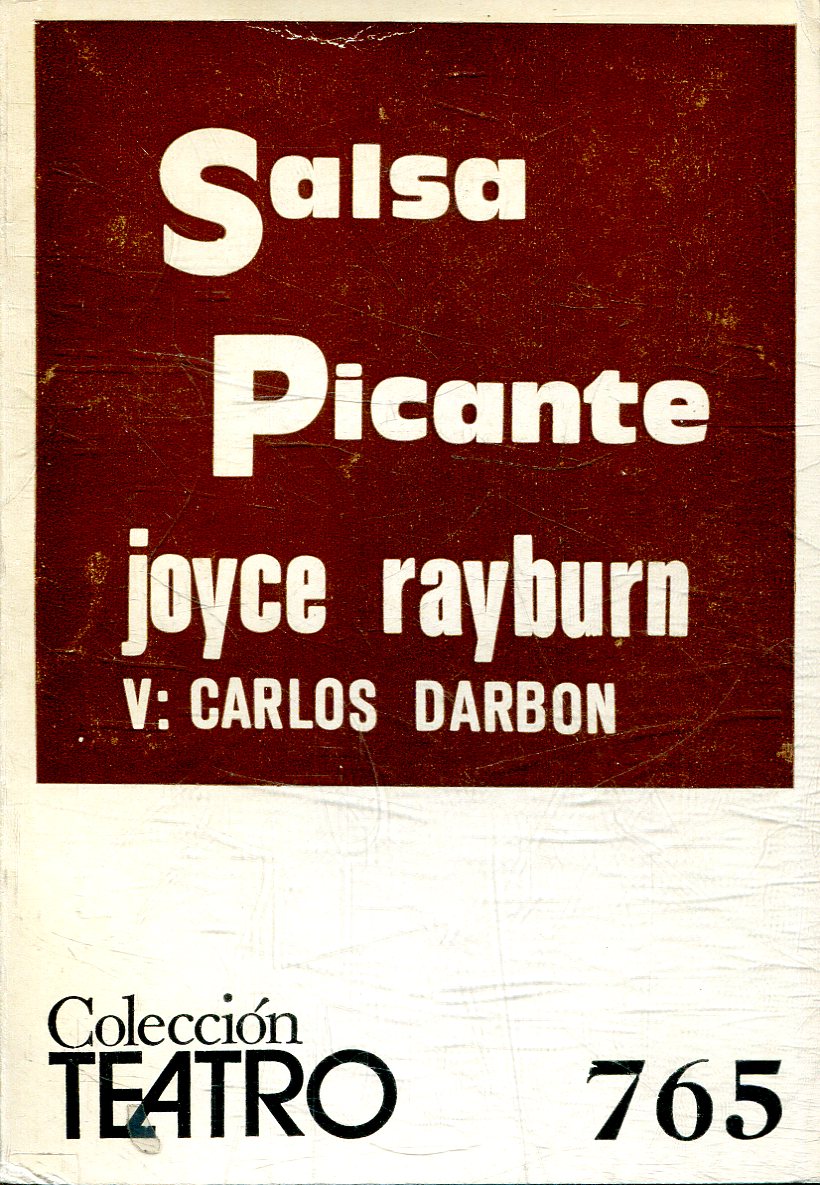 Salsa
Picante
joyce rayburn
V: CARLOS DARBON
Colección
TEATRO
765